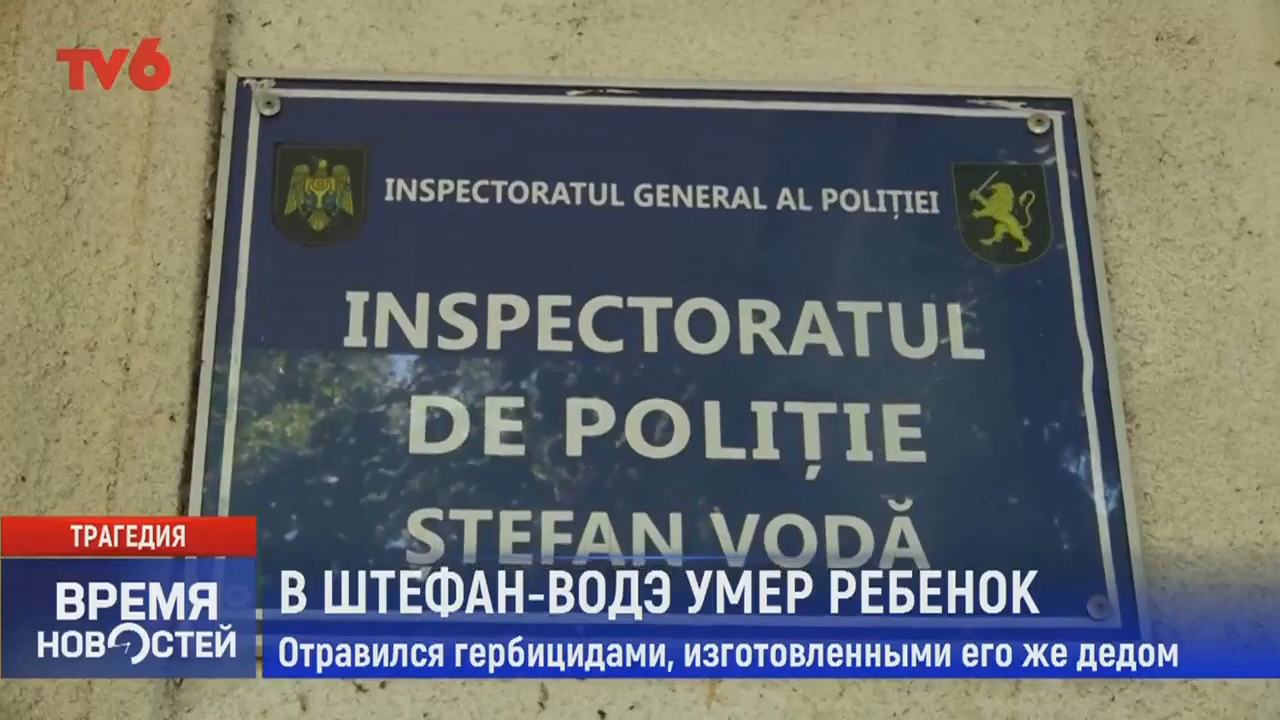 TV6
INSPECTORATUL GENERAL AL POLIȚIEI
INSPECTORATUL
DE POLIȚIE
ȘTEFAN VODĂ
ТРАГЕДИЯ
ВРЕМЯ
НОВОСТЕЙ
В ШТЕФАН-ВОДЭ УМЕР РЕБЕНОК
Отравился гербицидами, изготовленными его же дедом